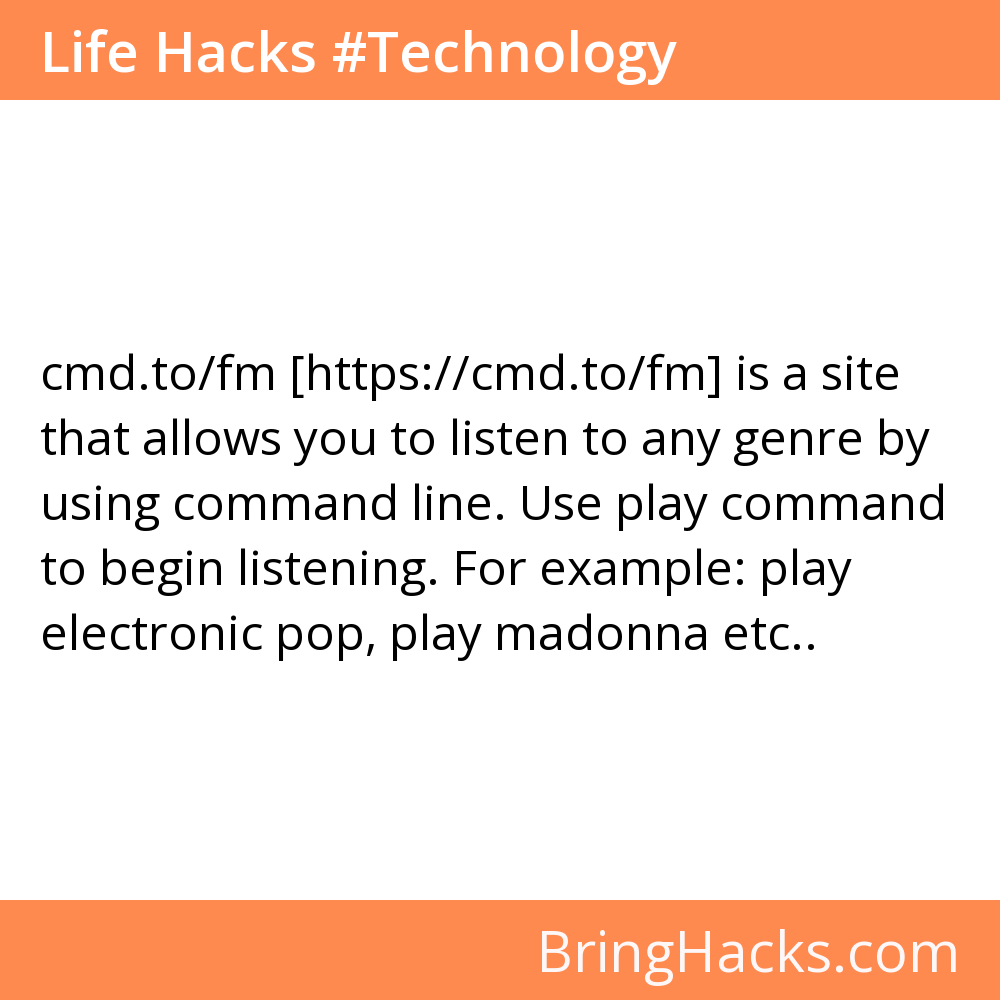 Life Hacks #Technology
cmd.to/fm [https://cmd.to/fm] is a site
that allows you to listen to any genre by
using command line. Use play command
to begin listening. For example: play
electronic pop, play madonna etc..
BringHacks.com